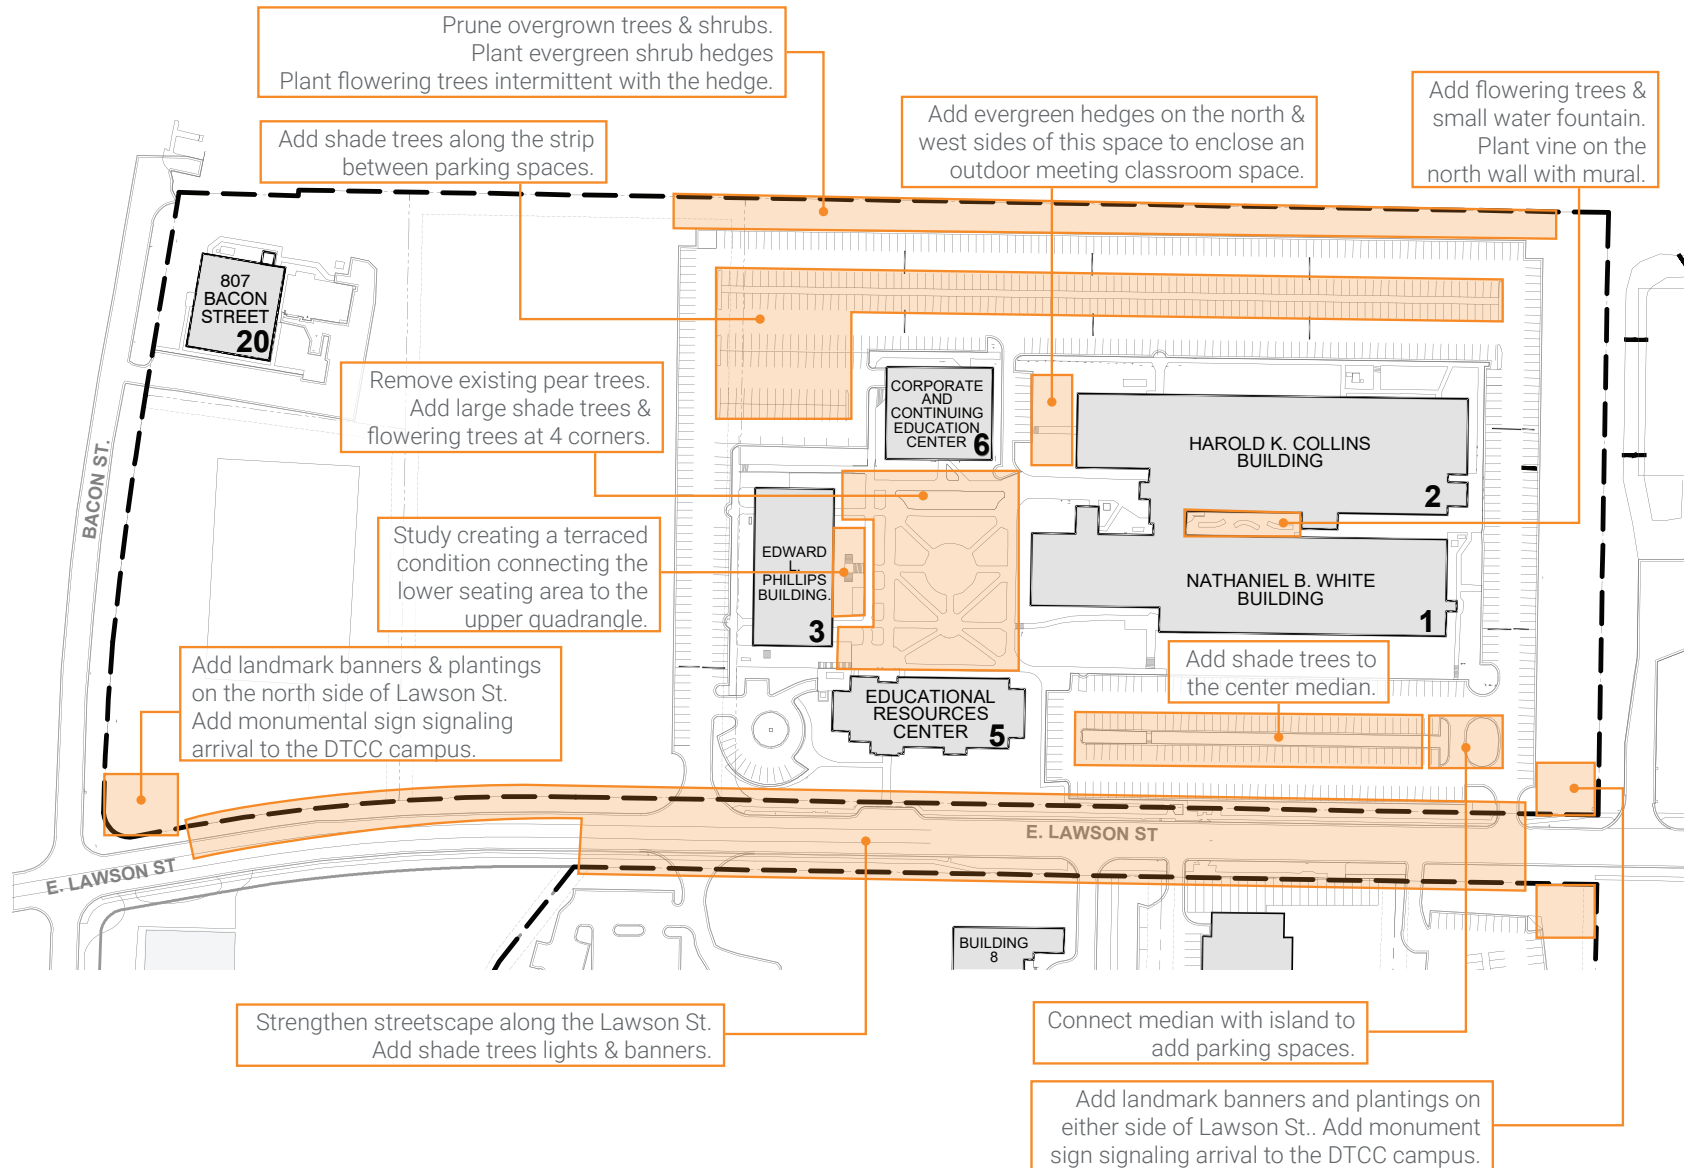 Prune overgrown trees & shrubs.
Plant evergreen shrub hedges
Plant flowering trees intermittent with the hedge.
Add shade trees along the strip
between parking spaces.
Add evergreen hedges on the north &
west sides of this space to enclose an
outdoor meeting classroom space.
Add flowering trees &
small water fountain.
Plant vine on the
north wall with mural.
807
BACON
STREET
20
Remove existing pear trees.
Add large shade trees &
flowering trees at 4 corners.
CORPORATE
AND
CONTINUING
EDUCATION
CENTER
6
HAROLD K. COLLINS
BUILDING
2
BACON ST.
Study creating a terraced
condition connecting the
lower seating area to the
upper quadrangle.
EDWARD
L.
PHILLIPS
BUILDING.
3
NATHANIEL B. WHITE
BUILDING
1
Add landmark banners & plantings
on the north side of Lawson St.
Add monumental sign signaling
arrival to the DTCC campus.
Add shade trees to
the center median.
EDUCATIONAL
RESOURCES
CENTER
5
E. LAWSON ST
E. LAWSON ST
BUILDING
8
Strengthen streetscape along the Lawson St.
Add shade trees lights & banners.
Connect median with island to
add parking spaces.
Add landmark banners and plantings on
either side of Lawson St.. Add monument
sign signaling arrival to the DTCC campus.